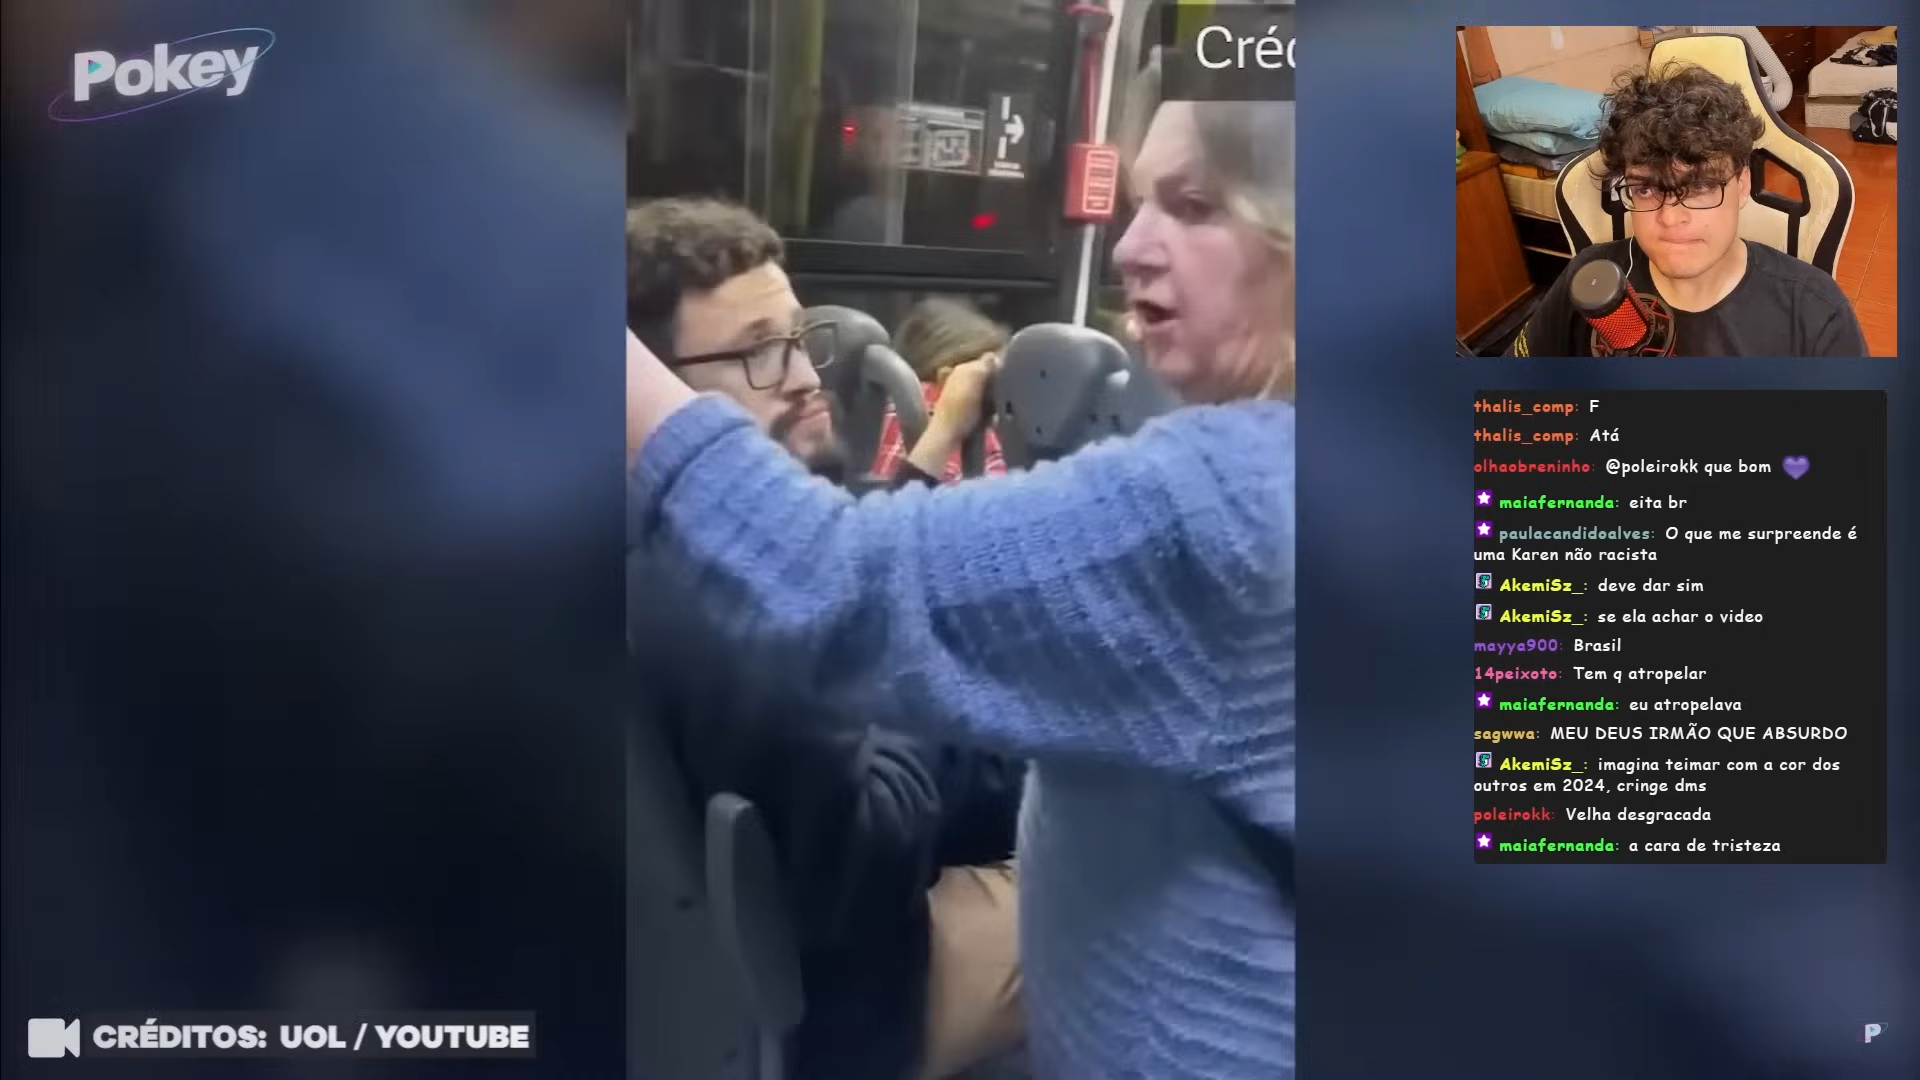 Pokey
Créd
thalis_comp: F
thalis_comp: Atá
olhaobreninho: @poleirokk que bom
maiafernanda: eita br
paulacandidoalves: O que me surpreende é
uma Karen não racista
AkemiSz_: deve dar sim
AkemiSz_: se ela achar o video
mayya900: Brasil
14peixoto: Tem q atropelar
maiafernanda: eu atropelava
sagwwa: MEU DEUS IRMÃO QUE ABSURDO
AkemiSz_: imagina teimar com a cor dos
outros em 2024, cringe dms
poleirokk: Velha desgracada
maiafernanda: a cara de tristeza
CRÉDITOS: UOL / YOUTUBE
P